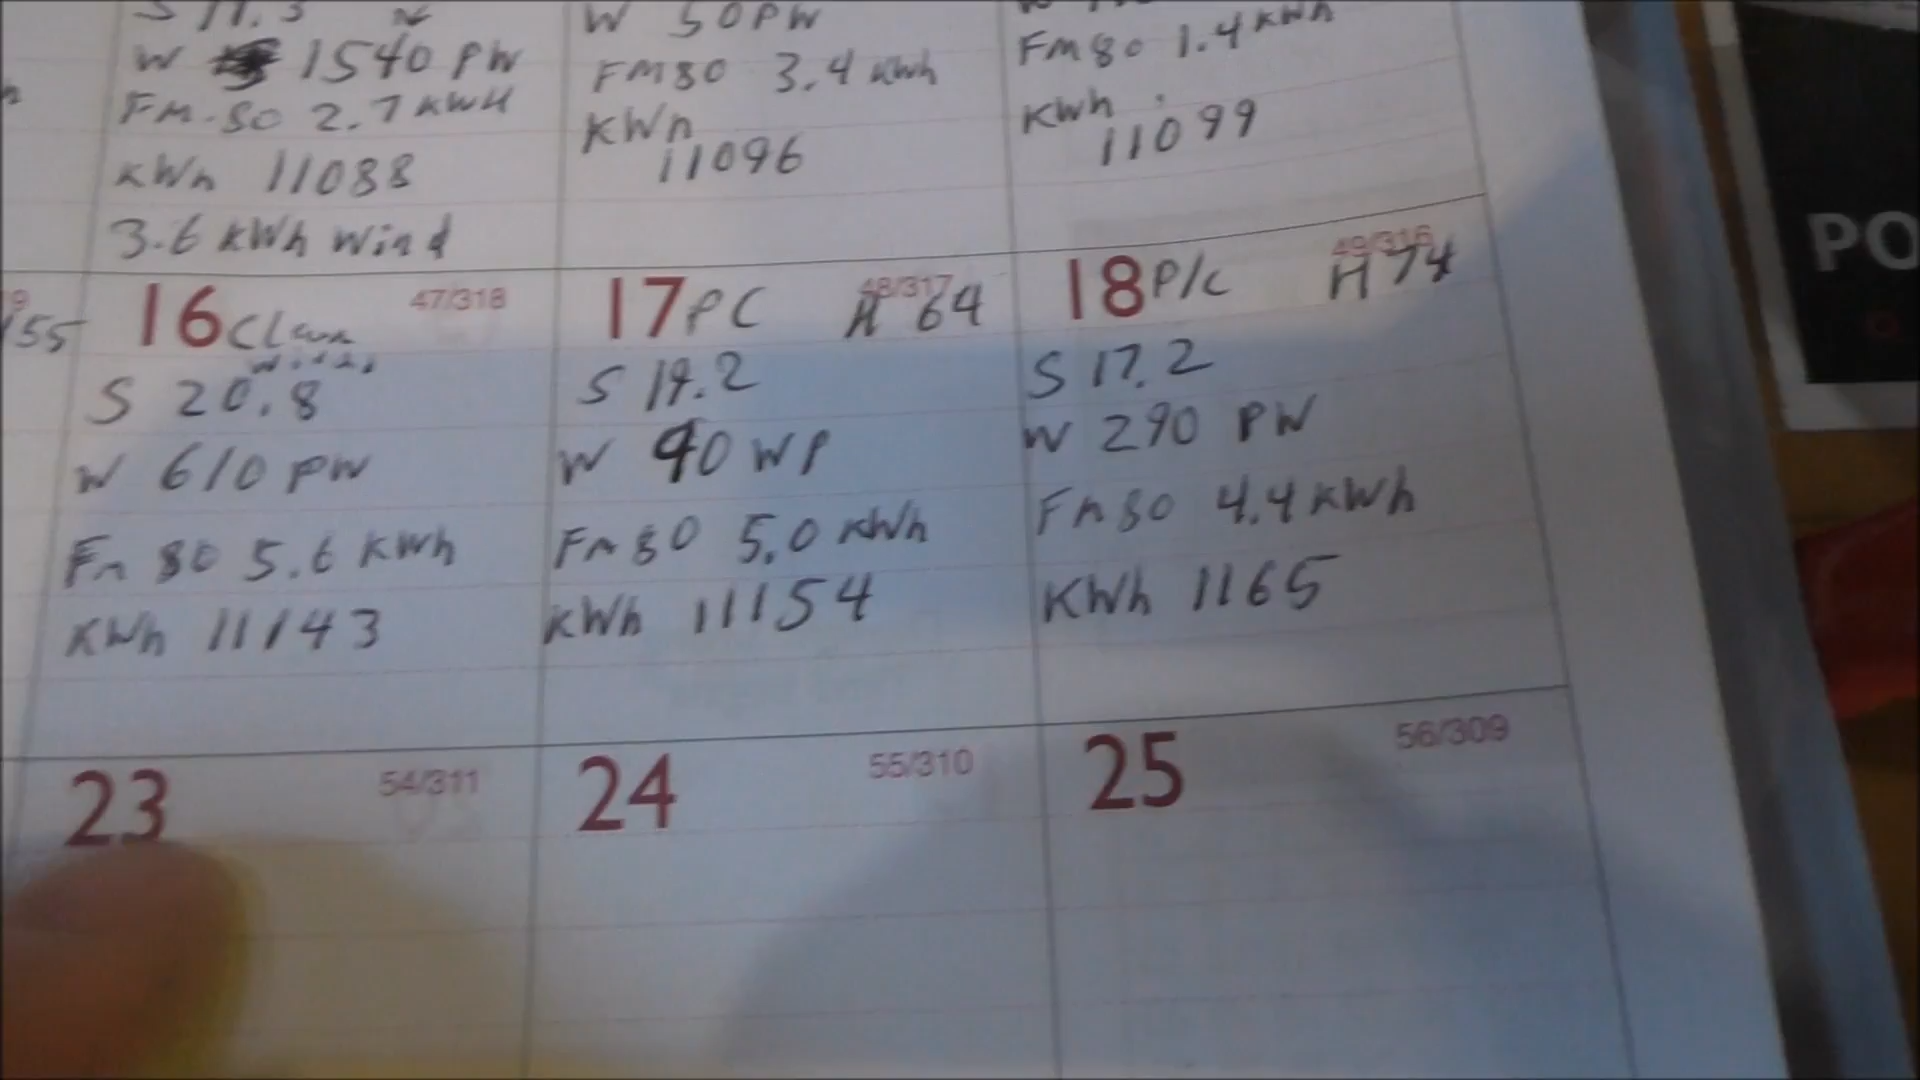 S 11.3
W 1540 PW
FM-80 2.7 KWH
KWh 11088
3.6 KWh Wind
W 50PW
FM80 3.4 KWh
KWh
11096
FM80 1.4 KWh
KWh
11099
55
16 47/318
S 20.8
W 610 PW
Fm 80 5.6 KWh
KWh 11143
17 PC 48/317 H 64
S 19.2
W 90 WP
Fm 80 5.0 KWh
KWh 11154
18 P/C 49/316 H 74
S 17.2
W 290 PW
Fm 80 4.4 KWh
KWh 1165
23 54/311
24 55/310
25 56/309
PO